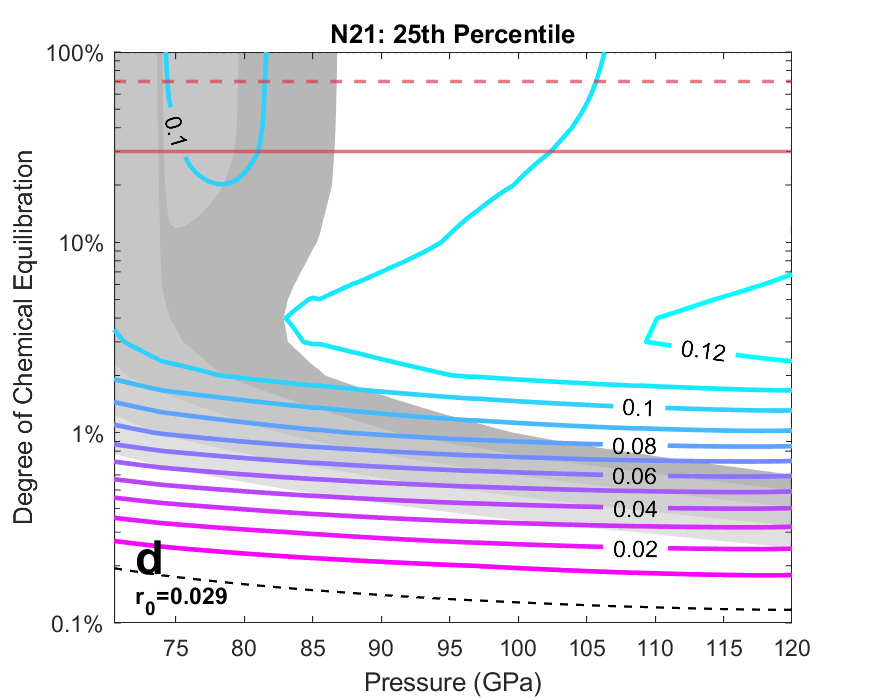 N21: 25th Percentile
100%
10%
1%
0.1%
Degree of Chemical Equilibration
0.1
0.12
0.1
0.08
0.06
0.04
0.02
d
r0=0.029
75 80 85 90 95 100 105 110 115 120
Pressure (GPa)